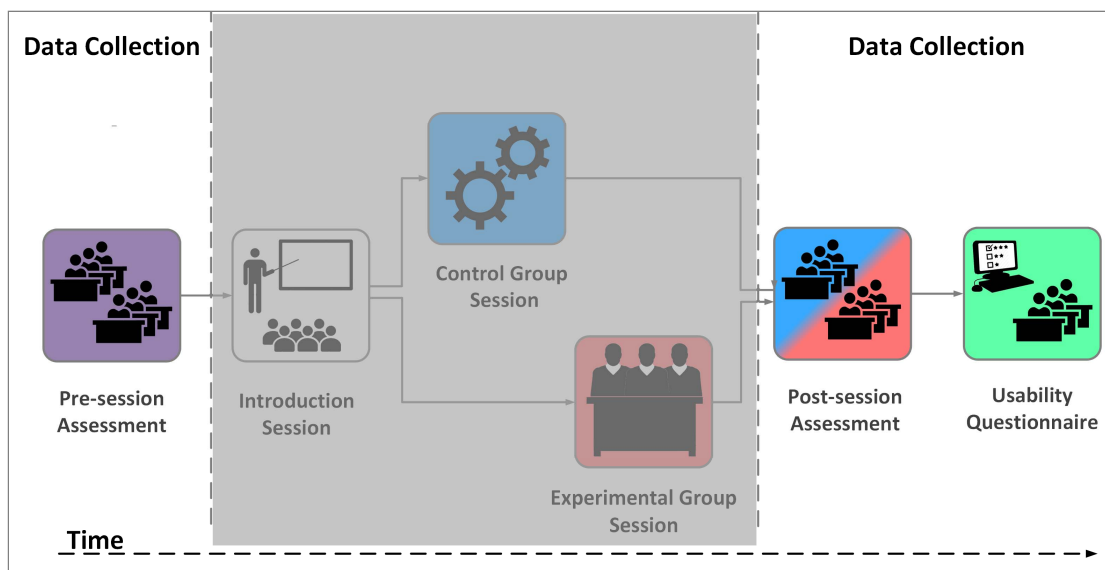 Data Collection
Data Collection
Control Group
Session
Pre-session
Assessment
Introduction
Session
Post-session
Assessment
Usability
Questionnaire
Experimental Group
Session
Time